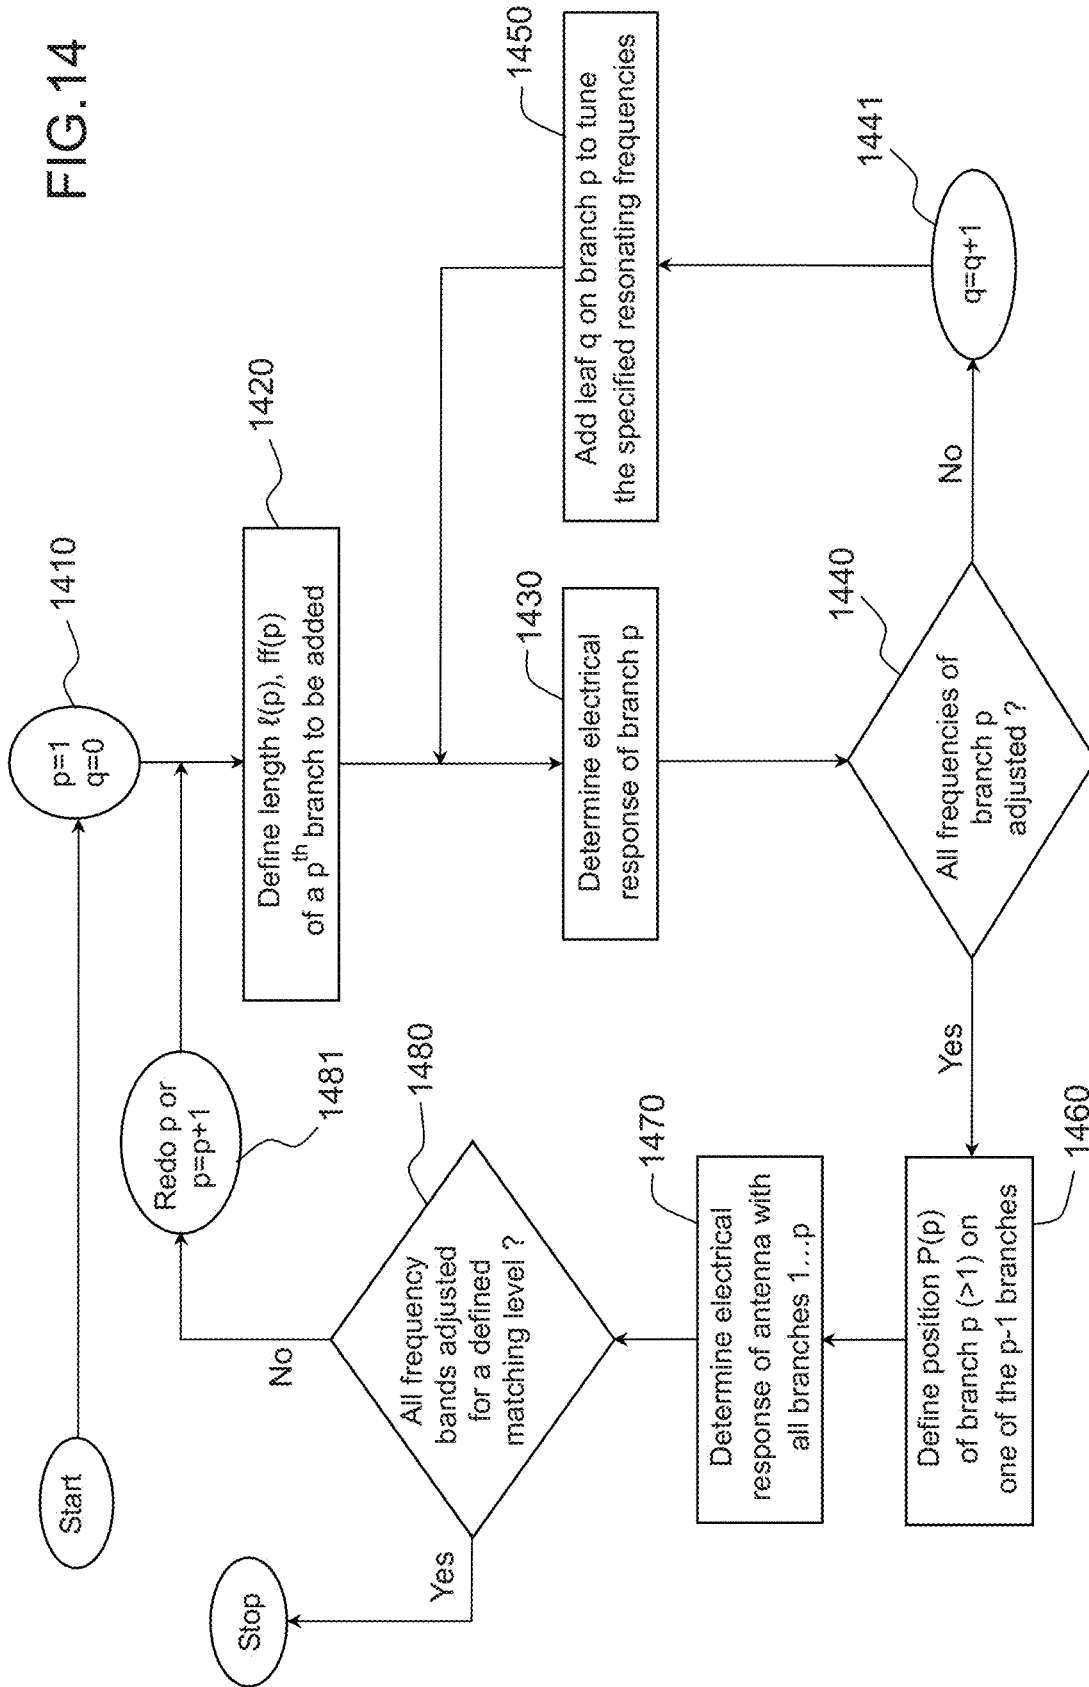 FIG.14
Start
p=1
q=0
1410
Redo p or
p=p+1
1481
Define length ℓ(p), ff(p)
of a pth branch to be added
1420
Stop
Yes
No
All frequency
bands adjusted
for a defined
matching level ?
1480
Determine electrical
response of branch p
1430
Add leaf q on branch p to tune
the specified resonating frequencies
1450
Determine electrical
response of antenna with
all branches 1...p
1470
Define position P(p)
of branch p (>1) on
one of the p-1 branches
1460
Yes
All frequencies of
branch p
adjusted ?
1440
No
q=q+1
1441